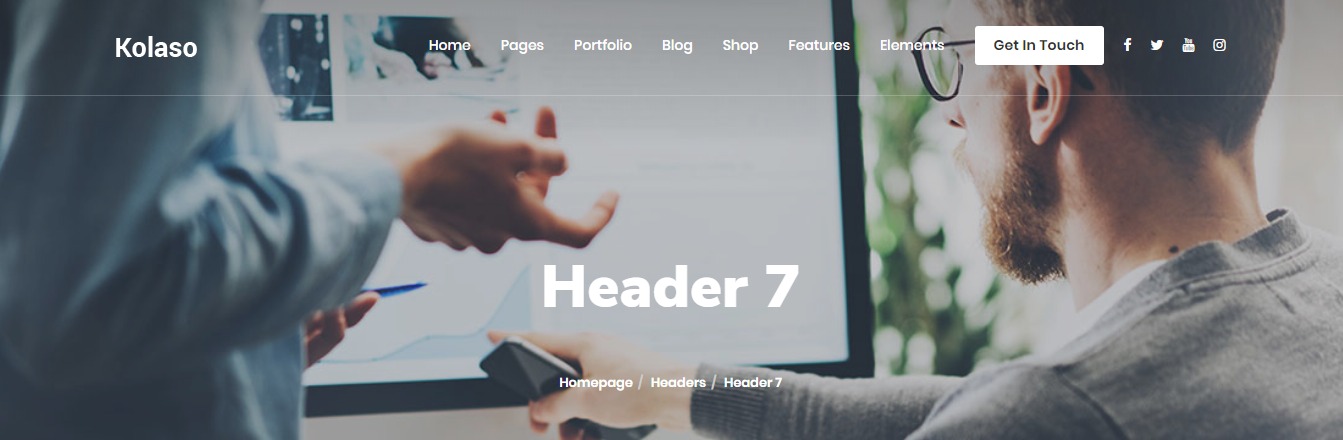 Kolaso Home Pages Portfolio Blog Shop Features Elements Get In Touch
Header 7
Homepage / Headers / Header 7